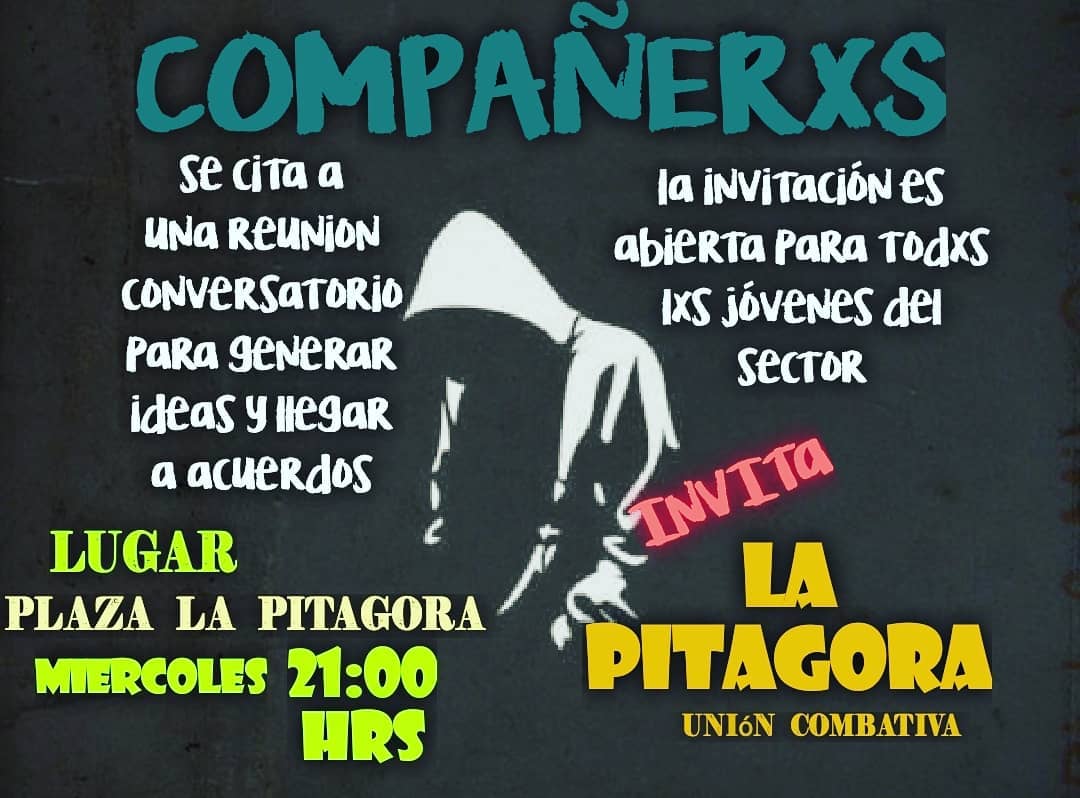 COMPAÑERXS
Se cita a
una reunion
conversatorio
para generar
ideas y llegar
a acuerdos
la invitación es
abierta para todxs
lxs jóvenes del
sector
INVITA
LUGAR
PLAZA LA PITAGORA
MIERCOLES 21:00
HRS
LA
PITAGORA
UNIóN COMBATIVA